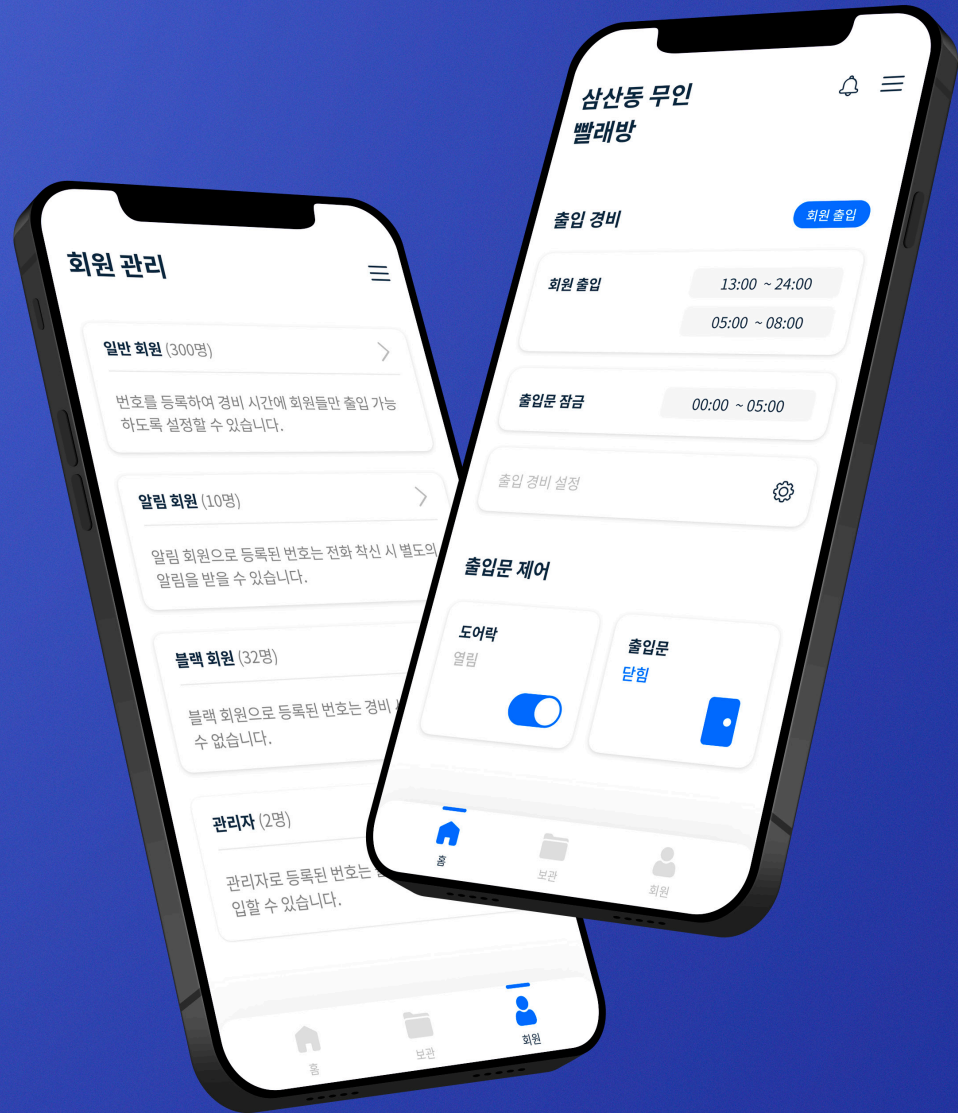 회원 관리
일반 회원 (300명)
번호를 등록하여 경비 시간에 회원들만 출입 가능
하도록 설정할 수 있습니다.
알림 회원 (10명)
알림 회원으로 등록된 번호는 전화 착신 시 별도의
알림을 받을 수 있습니다.
블랙 회원 (32명)
블랙 회원으로 등록된 번호는 경비
수 없습니다.
관리자 (2명)
관리자로 등록된 번호는
입할 수 있습니다.
홈
보관
회원
삼산동 무인
빨래방
출입 경비
회원 출입
회원 출입
13:00 ~ 24:00
05:00 ~ 08:00
출입문 잠금
00:00 ~ 05:00
출입 경비 설정
출입문 제어
도어락
열림
출입문
닫힘
홈
보관
회원